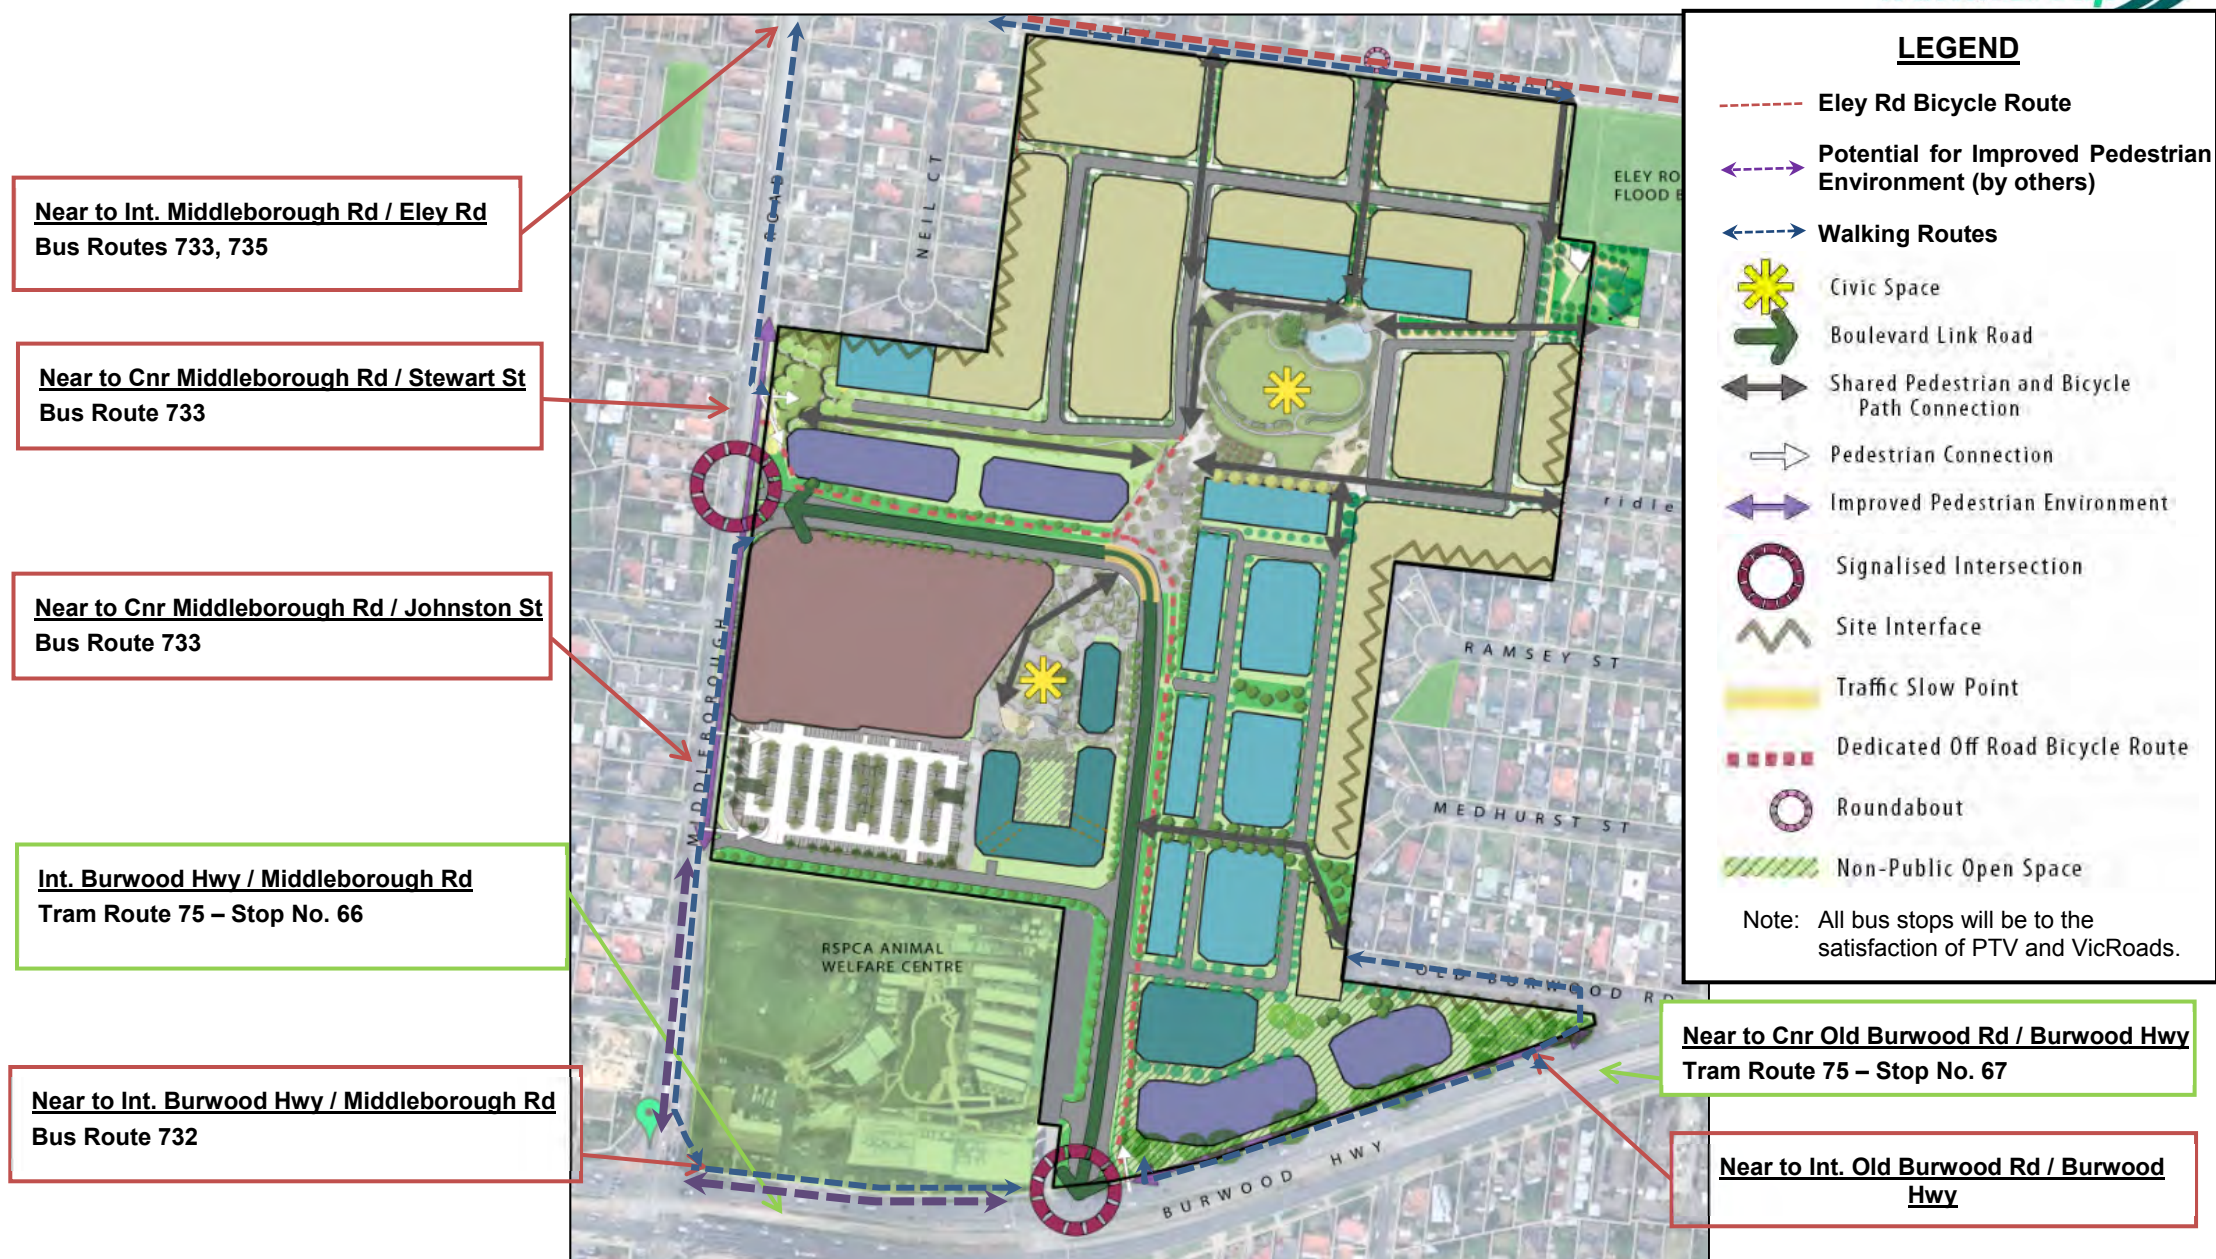 Near to Int. Middleborough Rd / Eley Rd
Bus Routes 733, 735
Near to Cnr Middleborough Rd / Stewart St
Bus Route 733
Near to Cnr Middleborough Rd / Johnston St
Bus Route 733
Int. Burwood Hwy / Middleborough Rd
Tram Route 75 – Stop No. 66
Near to Int. Burwood Hwy / Middleborough Rd
Bus Route 732
ROAD
NEIL CT
ROAD
ELEY RO
FLOOD B
ridle
RAMSEY ST
MEDHURST ST
MIDDLEBOROUGH
RSPCA ANIMAL
WELFARE CENTRE
OLD BURWOOD RD
BURWOOD HWY
LEGEND
Eley Rd Bicycle Route
Potential for Improved Pedestrian
Environment (by others)
Walking Routes
Civic Space
Boulevard Link Road
Shared Pedestrian and Bicycle
Path Connection
Pedestrian Connection
Improved Pedestrian Environment
Signalised Intersection
Site Interface
Traffic Slow Point
Dedicated Off Road Bicycle Route
Roundabout
Non-Public Open Space
Note: All bus stops will be to the
satisfaction of PTV and VicRoads.
Near to Cnr Old Burwood Rd / Burwood Hwy
Tram Route 75 – Stop No. 67
Near to Int. Old Burwood Rd / Burwood
Hwy